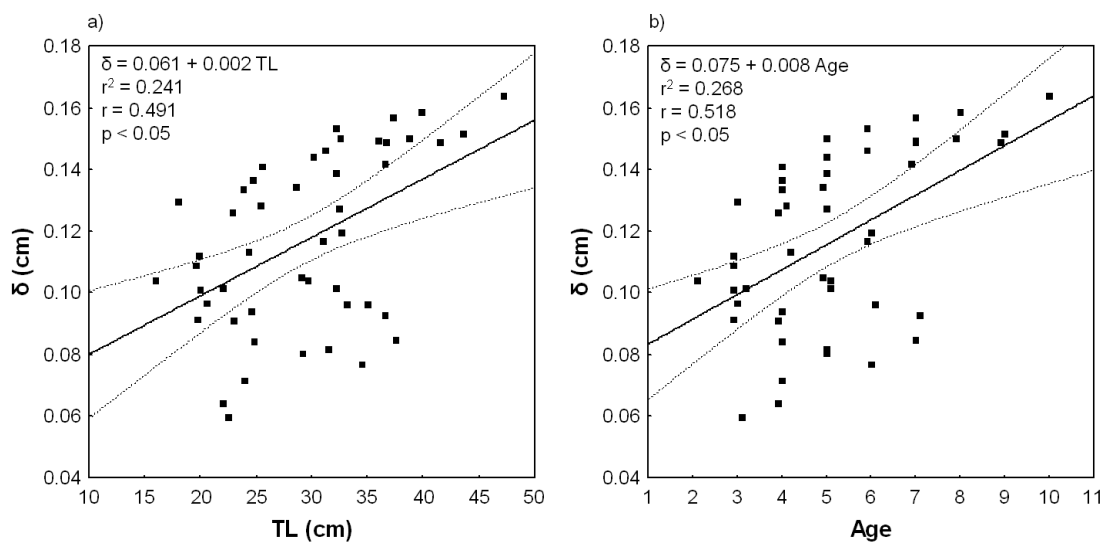 a)
δ = 0.061 + 0.002 TL
r² = 0.241
r = 0.491
p < 0.05
0.18
0.16
0.14
0.12
0.10
0.08
0.06
0.04
δ (cm)
10 15 20 25 30 35 40 45 50
TL (cm)
b)
δ = 0.075 + 0.008 Age
r² = 0.268
r = 0.518
p < 0.05
0.18
0.16
0.14
0.12
0.10
0.08
0.06
0.04
δ (cm)
1 2 3 4 5 6 7 8 9 10 11
Age